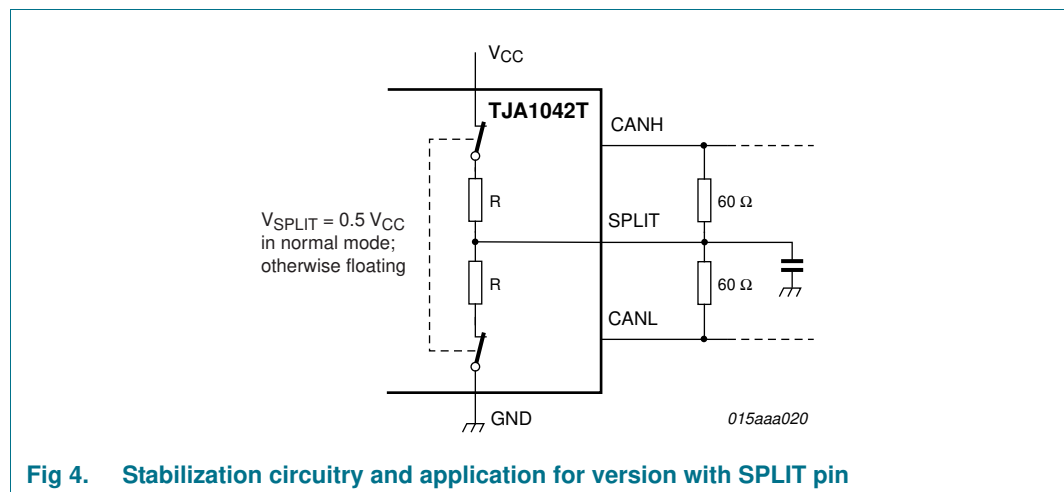 VCC
TJA1042T
CANH
R
60 Ω
VSPLIT = 0.5 VCC
in normal mode;
otherwise floating
SPLIT
R
60 Ω
CANL
GND
015aaa020
Fig 4. Stabilization circuitry and application for version with SPLIT pin